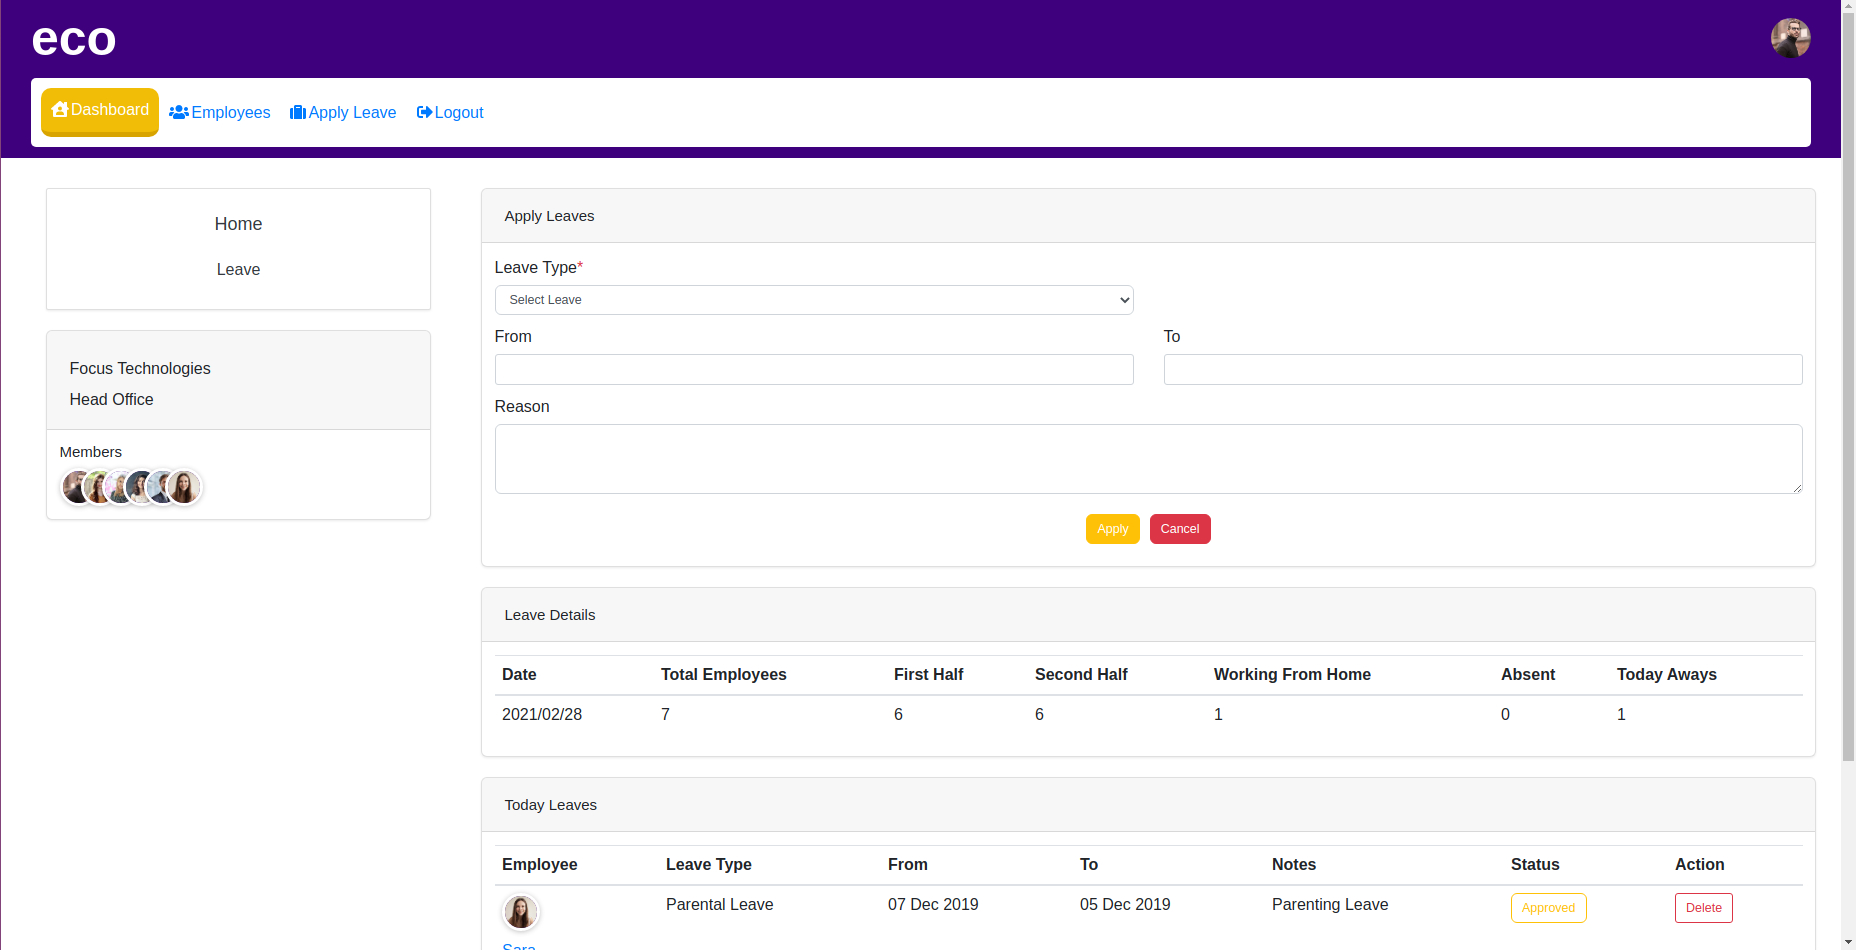 eco
Dashboard Employees Apply Leave Logout
Home
Leave
Focus Technologies
Head Office
Members
Apply Leaves
Leave Type*
Select Leave
From To
Reason
Apply Cancel
Leave Details
Date Total Employees First Half Second Half Working From Home Absent Today Aways
2021/02/28 7 6 6 1 0 1
Today Leaves
Employee Leave Type From To Notes Status Action
Parental Leave 07 Dec 2019 05 Dec 2019 Parenting Leave Approved Delete
Sara